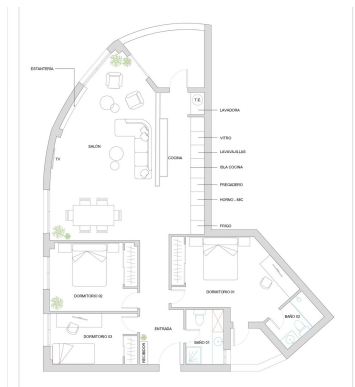 ESTANTERÍA
T.E.
LAVADORA
VITRO
TV
SALÓN
LAVAVAJILLAS
COCINA
ISLA COCINA
FREGADERO
HORNO - MIC
FRIGO
DORMITORIO 02
DORMITORIO 01
BAÑO 02
ENTRADA
DORMITORIO 03
RECIBIDOR
BAÑO 01